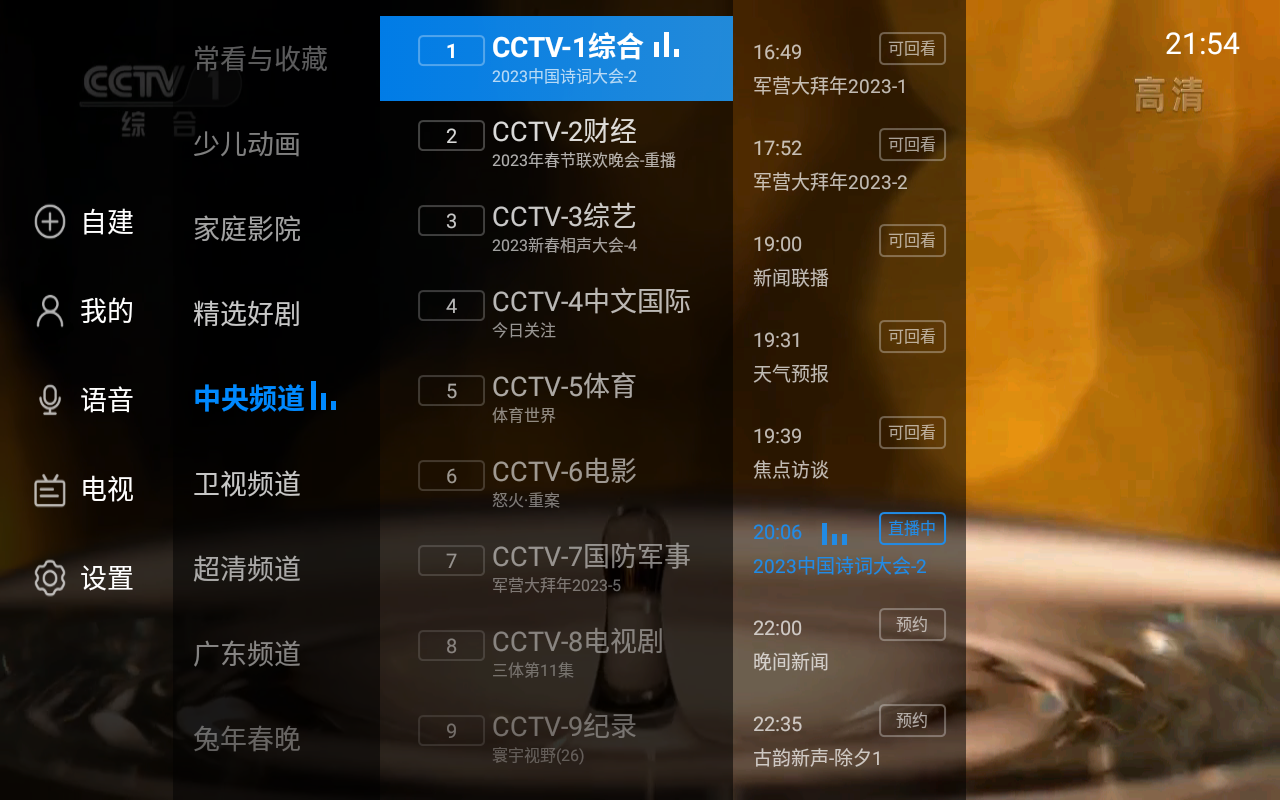 CCTV 1
综合
自建
我的
语音
电视
设置
常看与收藏
少儿动画
家庭影院
精选好剧
中央频道
卫视频道
超清频道
广东频道
兔年春晚
1 CCTV-1综合
2023中国诗词大会-2
2 CCTV-2财经
2023年春节联欢晚会-重播
3 CCTV-3综艺
2023新春相声大会-4
4 CCTV-4中文国际
今日关注
5 CCTV-5体育
体育世界
6 CCTV-6电影
怒火·重案
7 CCTV-7国防军事
军营大拜年2023-5
8 CCTV-8电视剧
三体第11集
9 CCTV-9纪录
寰宇视野(26)
16:49 可回看
军营大拜年2023-1
17:52 可回看
军营大拜年2023-2
19:00 可回看
新闻联播
19:31 可回看
天气预报
19:39 可回看
焦点访谈
20:06 直播中
2023中国诗词大会-2
22:00 预约
晚间新闻
22:35 预约
古韵新声-除夕1
21:54
高清